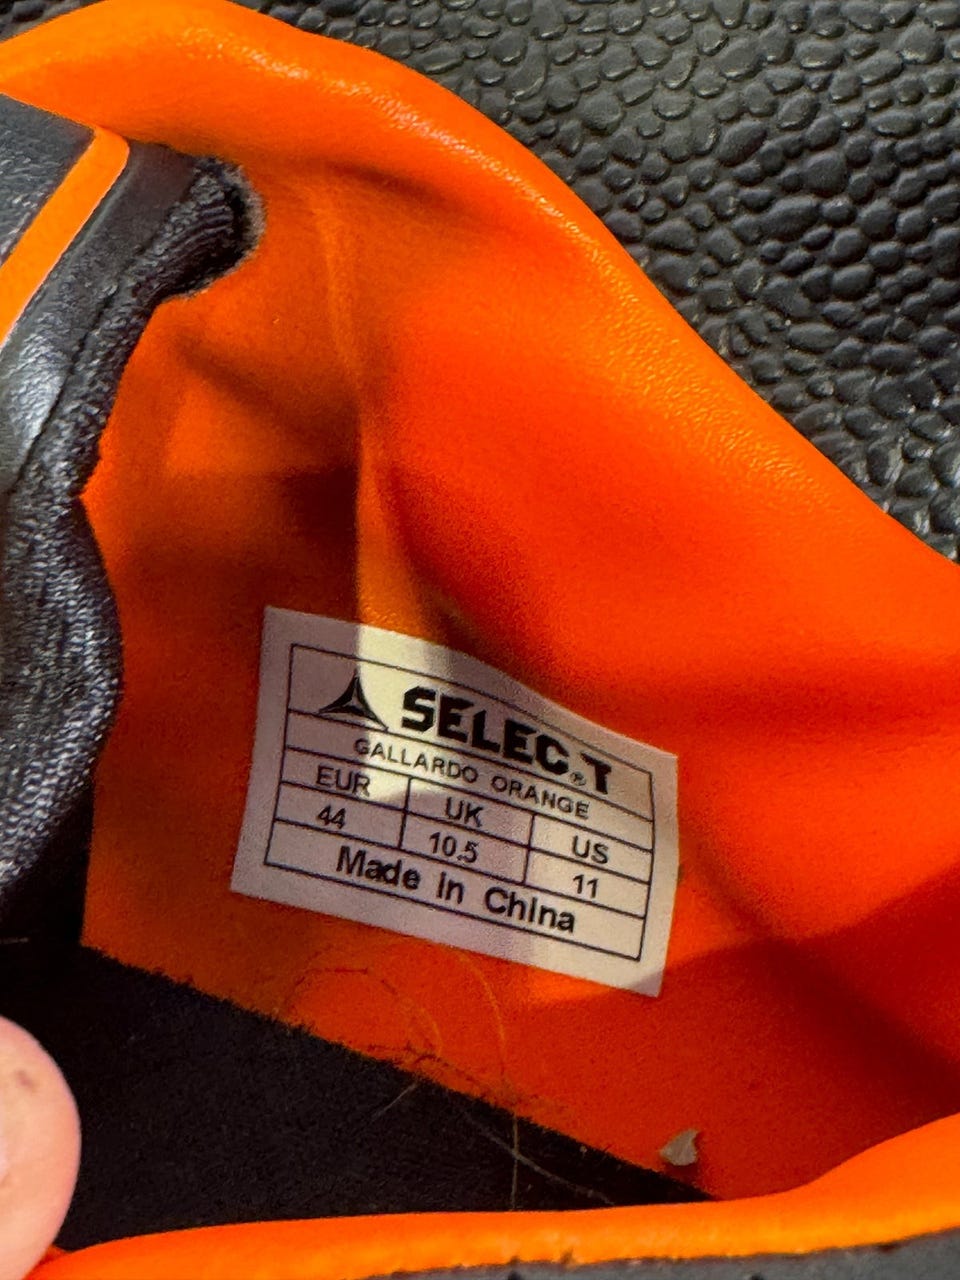 SELECT®
GALLARDO ORANGE
EUR UK US
44 10.5 11
Made in China